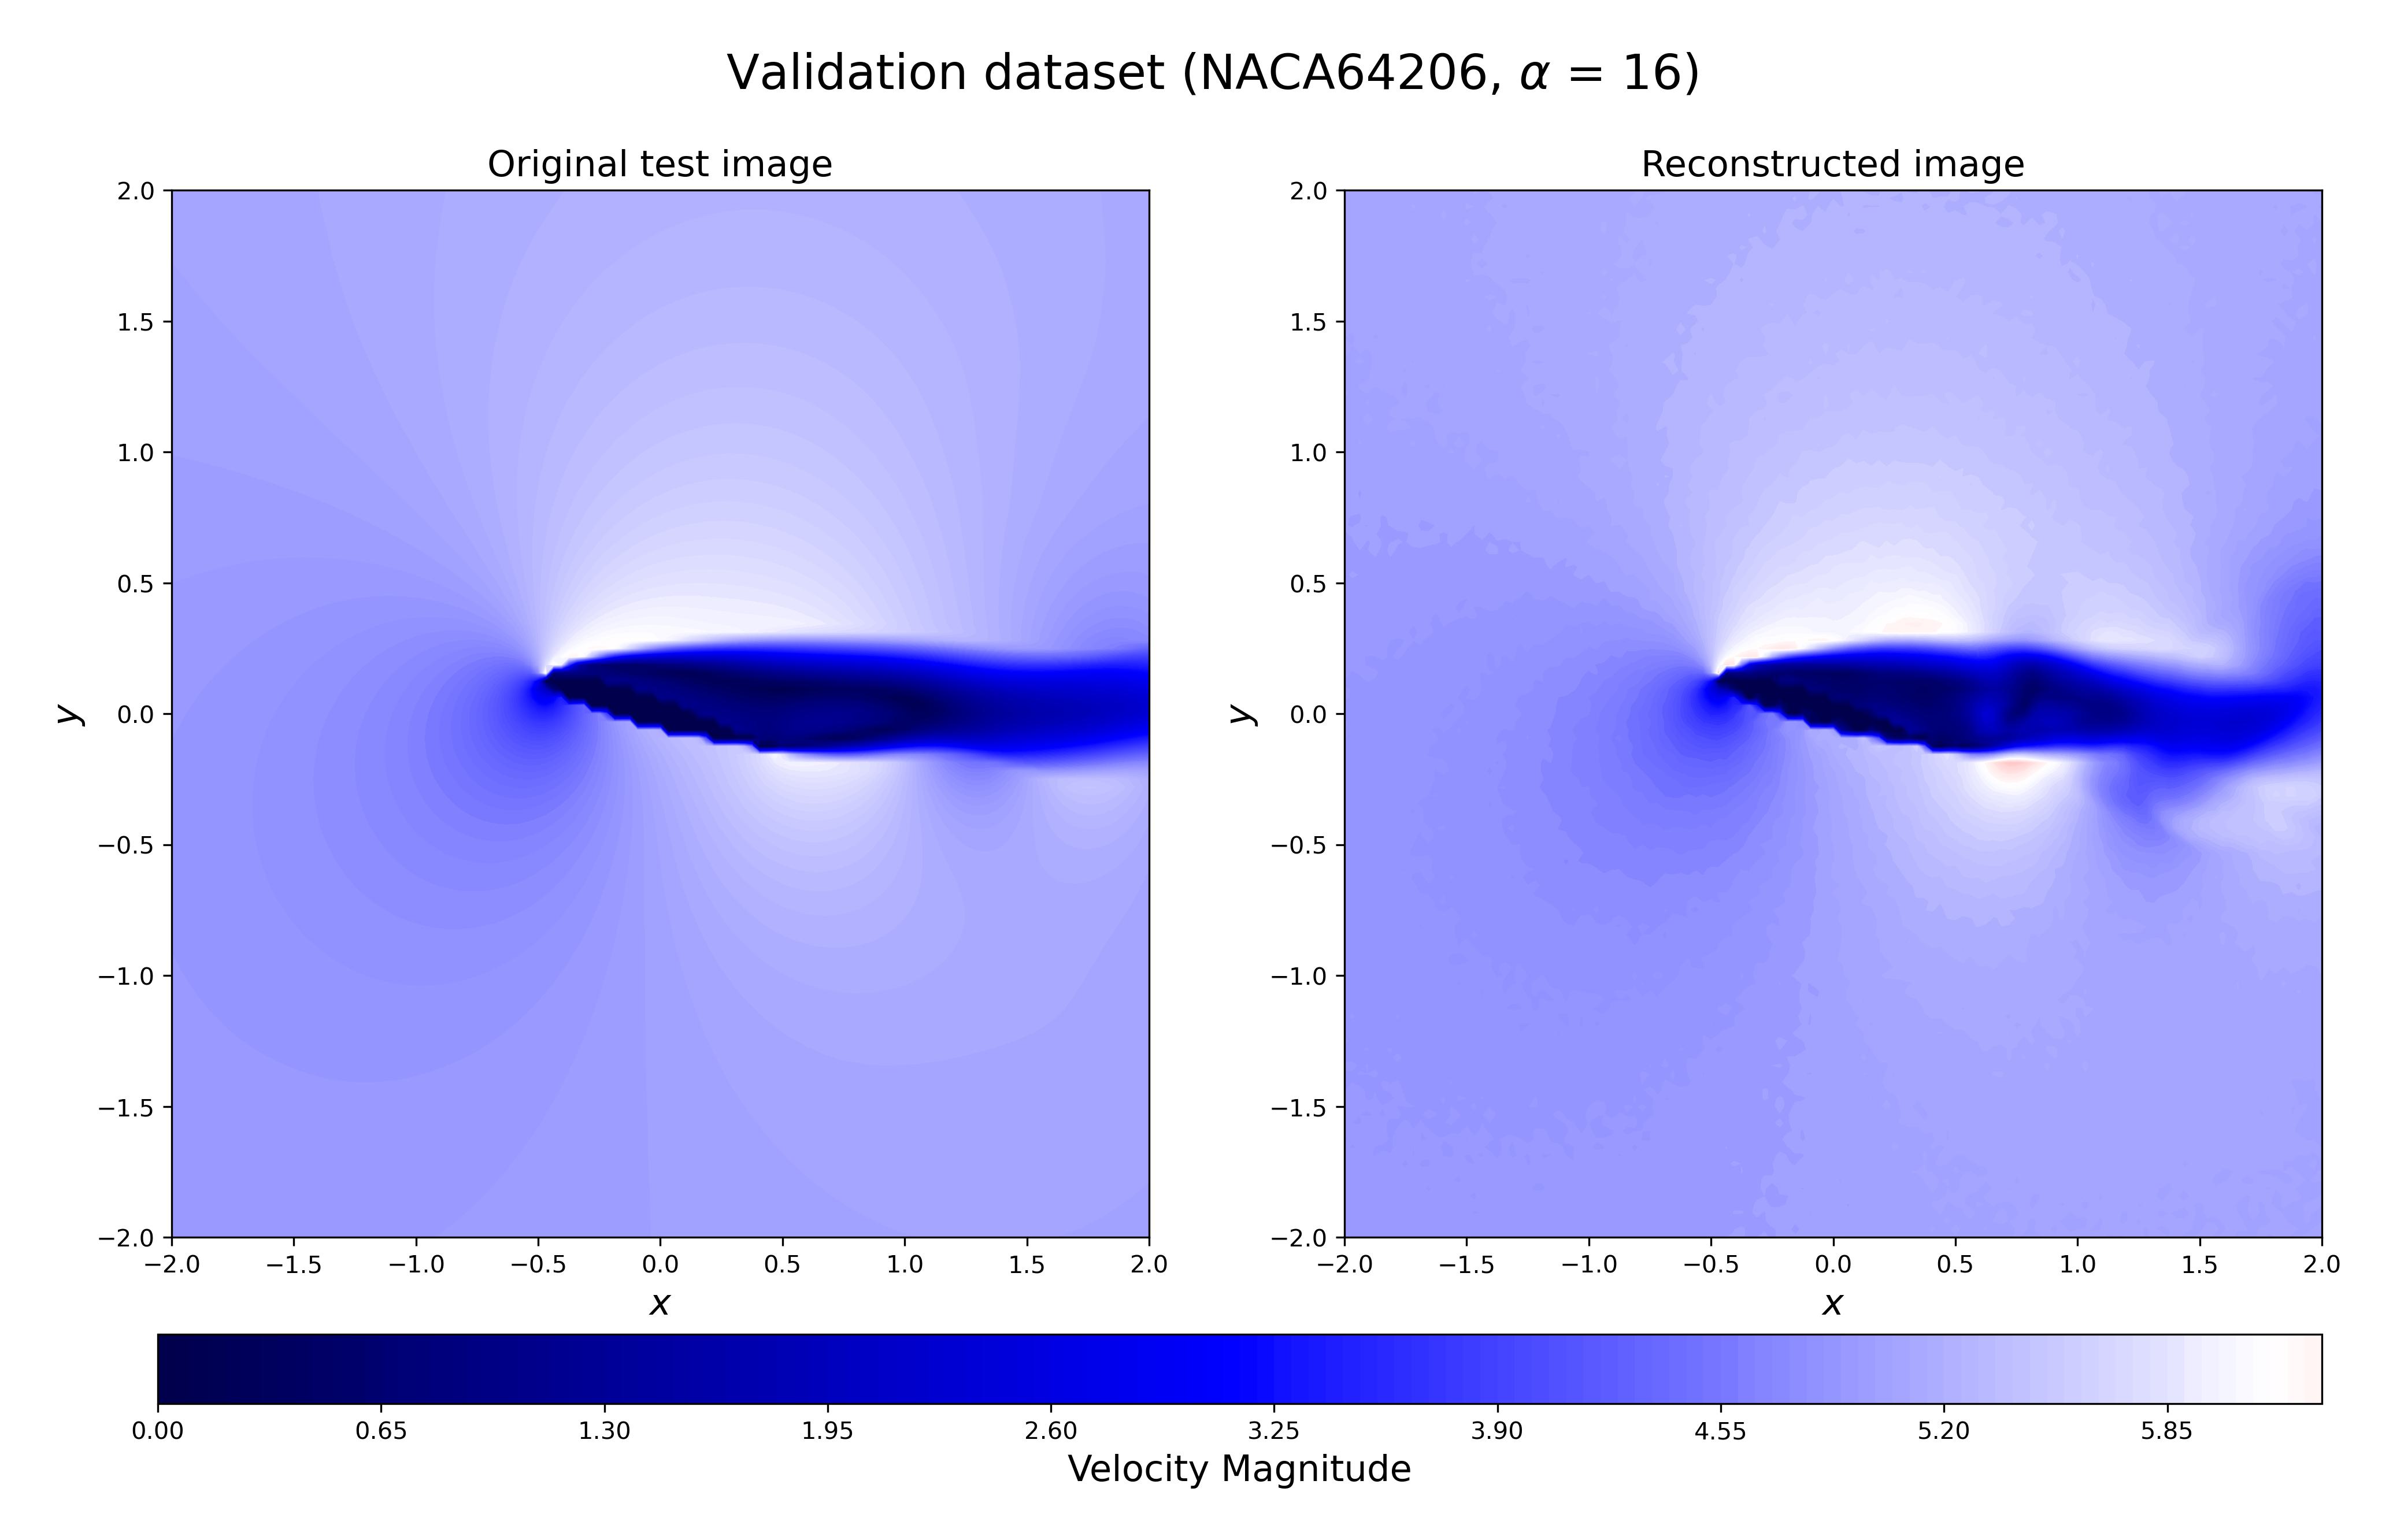 Validation dataset (NACA64206, α = 16)
Original test image
Reconstructed image
2.0
1.5
1.0
0.5
0.0
−0.5
−1.0
−1.5
−2.0
y
−2.0 −1.5 −1.0 −0.5 0.0 0.5 1.0 1.5 2.0
x
2.0
1.5
1.0
0.5
0.0
−0.5
−1.0
−1.5
−2.0
y
−2.0 −1.5 −1.0 −0.5 0.0 0.5 1.0 1.5 2.0
x
0.00 0.65 1.30 1.95 2.60 3.25 3.90 4.55 5.20 5.85
Velocity Magnitude